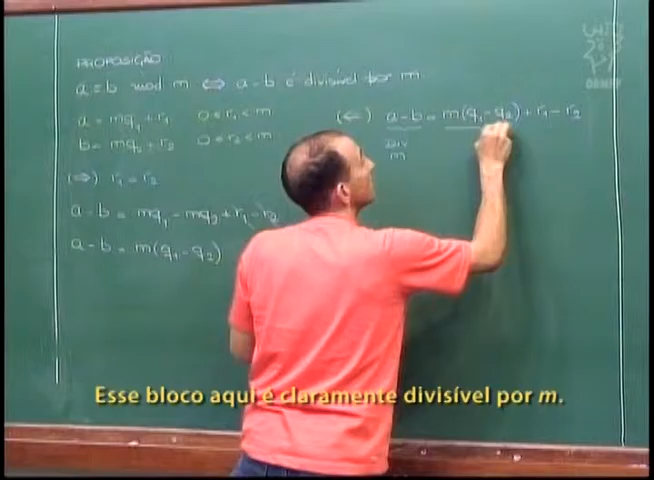 PROPOSIÇÃO
a ≡ b mod m ⟺ a-b é divisível por m
a = mq₁ + r₁ 0 ≤ r₁ < m
b = mq₂ + r₂ 0 ≤ r₂ < m
(⇒) r₁ = r₂
a-b = mq₁ - mq₂ + r₁ - r₂
a-b = m(q₁ - q₂)
(⇐) a-b = m(q₁-q₂) + r₁ - r₂
DIV
m
OBMEP
Esse bloco aqui é claramente divisível por m.